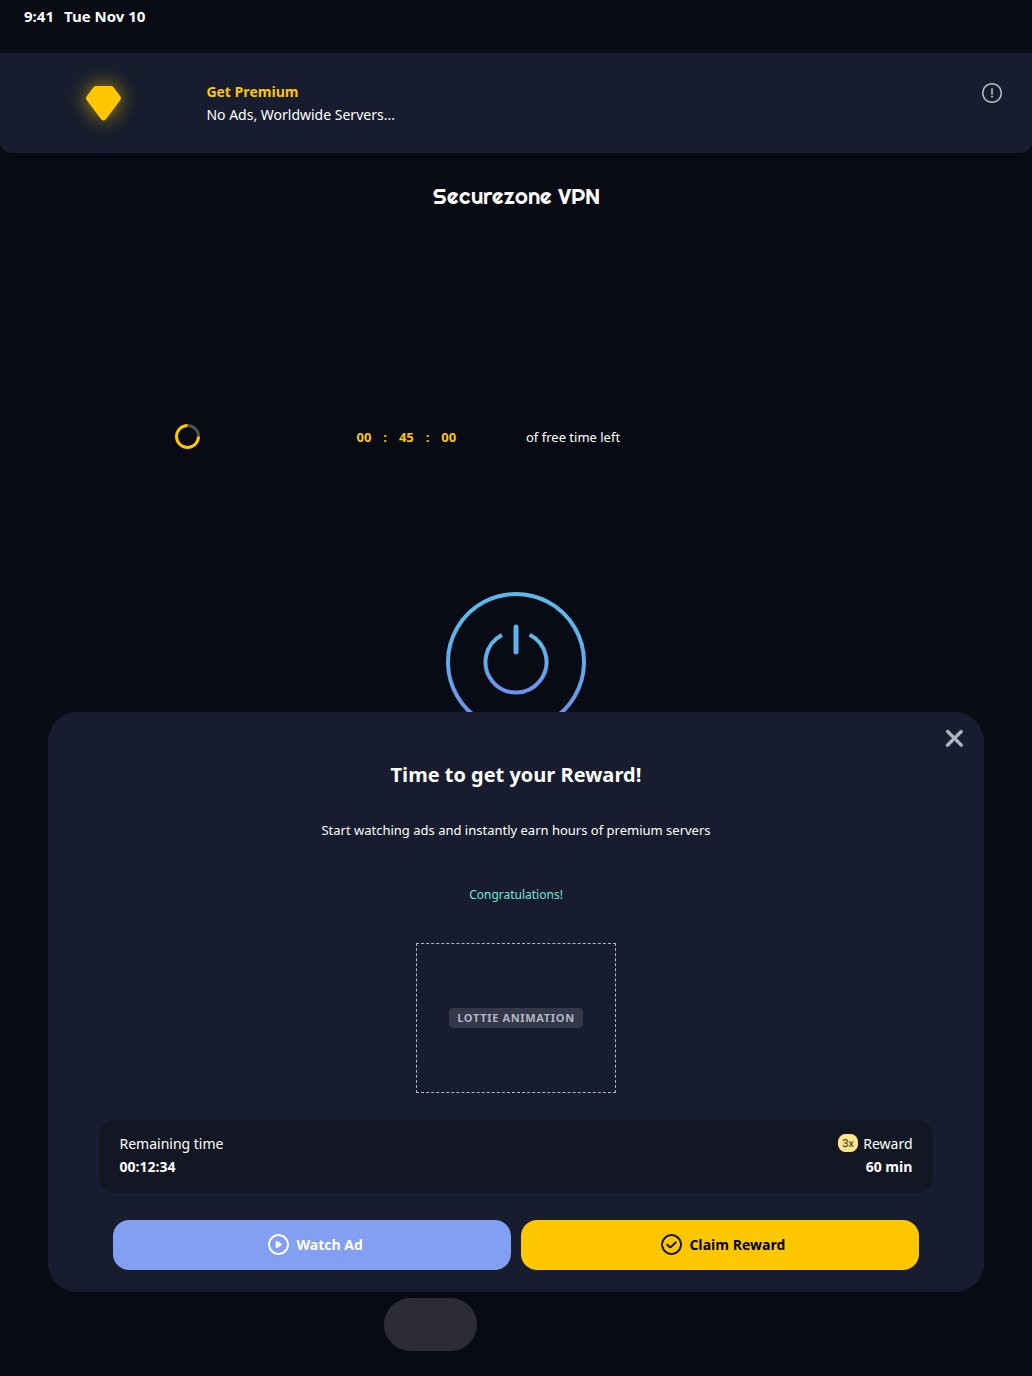 9:41 Tue Nov 10
Get Premium
No Ads, Worldwide Servers...
Securezone VPN
00 : 45 : 00 of free time left
Time to get your Reward!
Start watching ads and instantly earn hours of premium servers
Congratulations!
LOTTIE ANIMATION
Remaining time
00:12:34
3x Reward
60 min
Watch Ad
Claim Reward